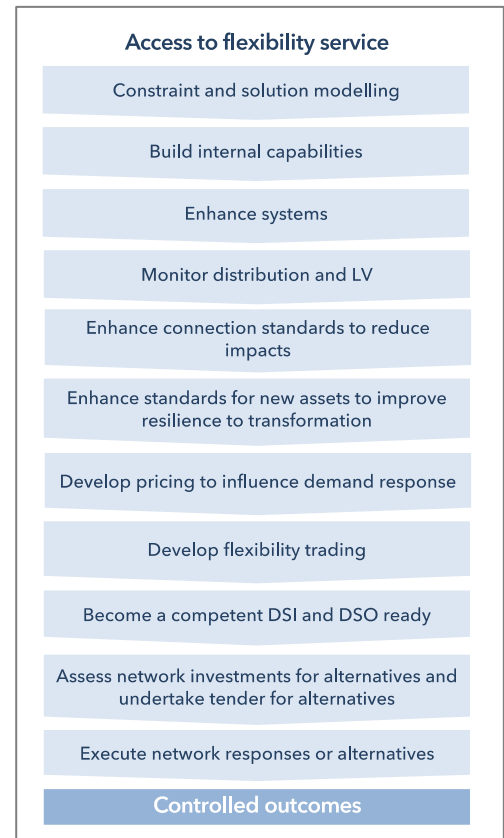 Access to flexibility service
Constraint and solution modelling
Build internal capabilities
Enhance systems
Monitor distribution and LV
Enhance connection standards to reduce
impacts
Enhance standards for new assets to improve
resilience to transformation
Develop pricing to influence demand response
Develop flexibility trading
Become a competent DSI and DSO ready
Assess network investments for alternatives and
undertake tender for alternatives
Execute network responses or alternatives
Controlled outcomes